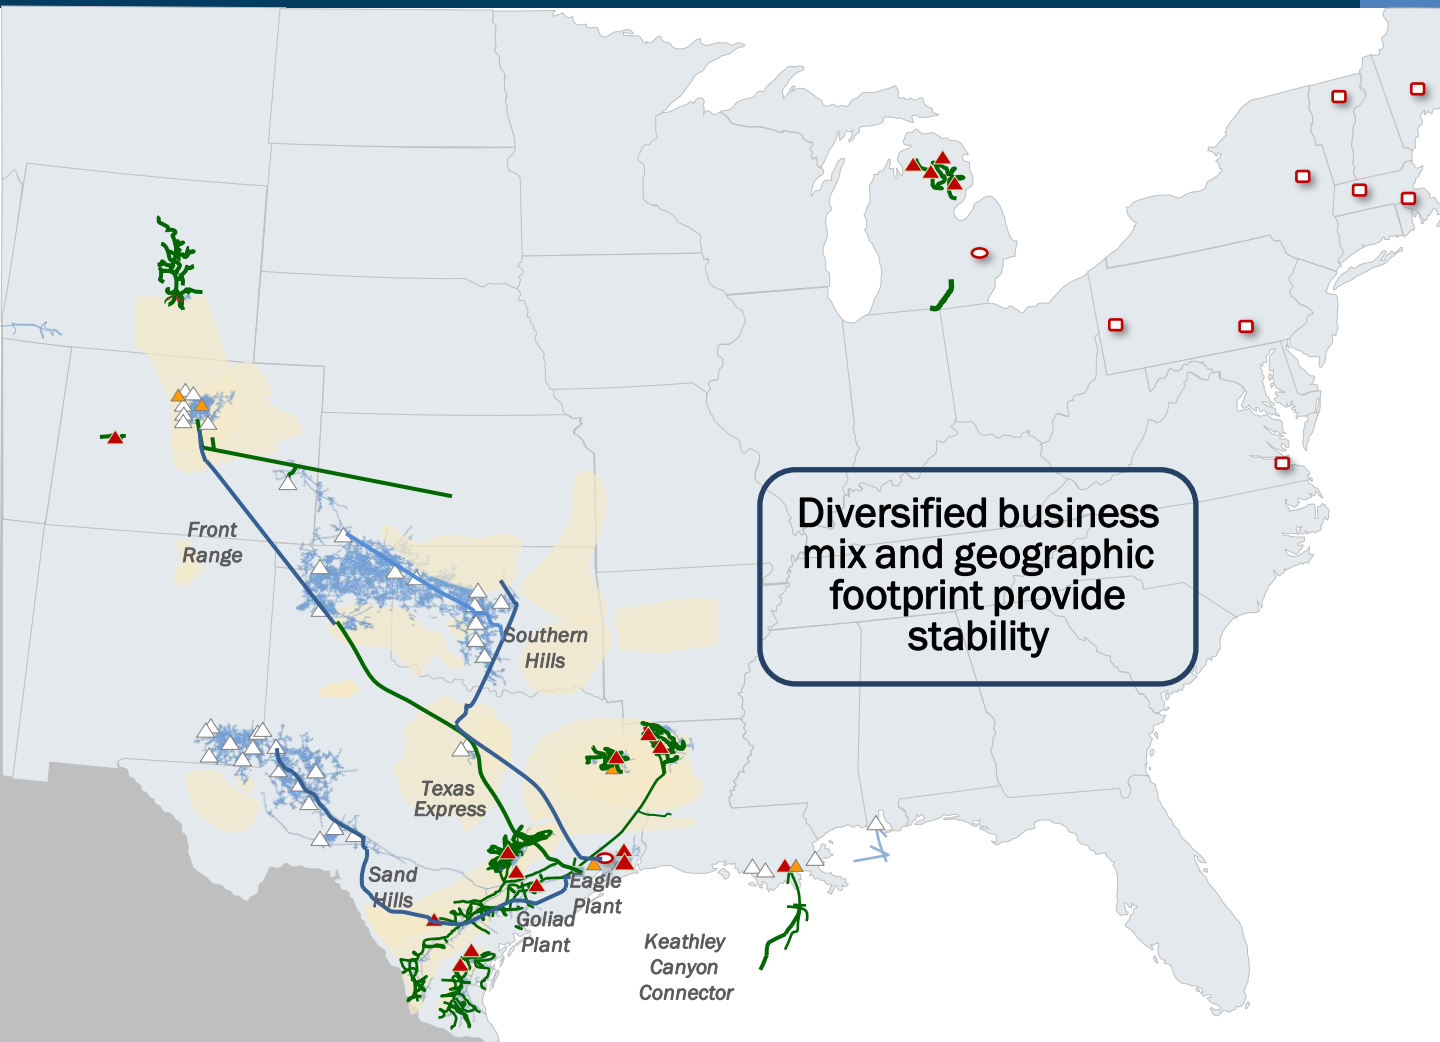 Diversified business
mix and geographic
footprint provide
stability
Front
Range
Southern
Hills
Texas
Express
Sand
Hills
Eagle
Plant
Goliad
Plant
Keathley
Canyon
Connector